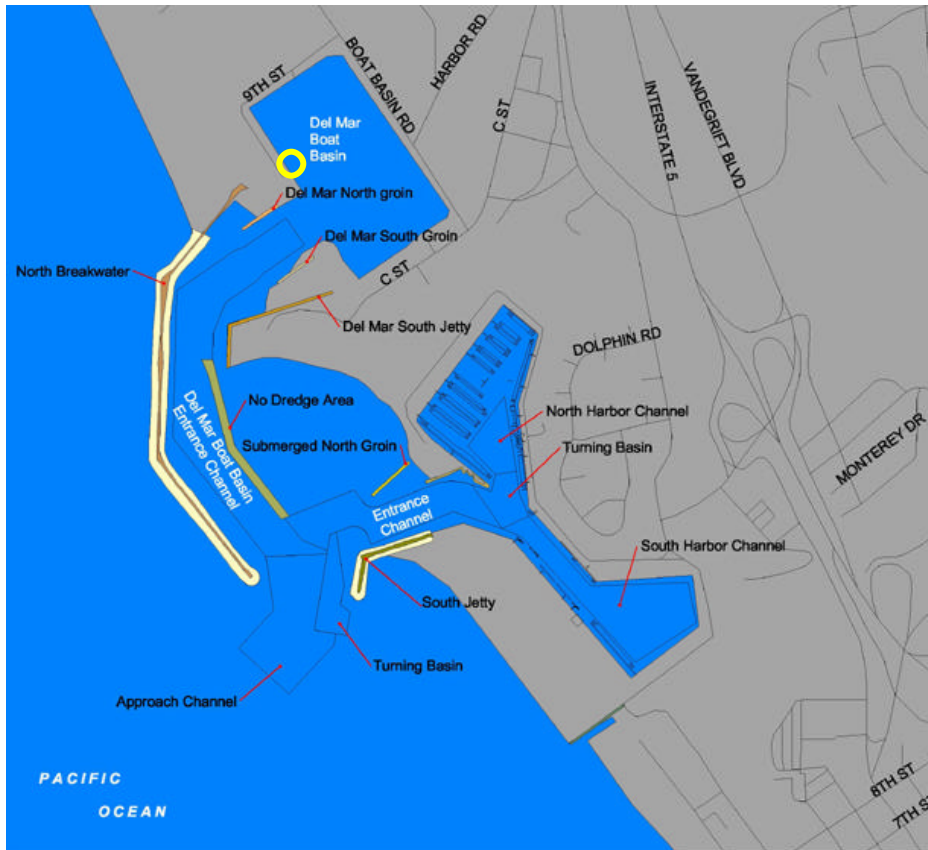 9TH ST
BOAT BASIN RD
HARBOR RD
C ST
INTERSTATE 5
VANDEGRIFT BLVD
Del Mar
Boat
Basin
Del Mar North groin
Del Mar South Groin
C ST
North Breakwater
Del Mar South Jetty
DOLPHIN RD
No Dredge Area
North Harbor Channel
Del Mar Boat Basin
Entrance Channel
Submerged North Groin
Turning Basin
MONTEREY DR
Entrance
Channel
South Harbor Channel
South Jetty
Turning Basin
Approach Channel
PACIFIC
OCEAN
8TH ST
7TH ST